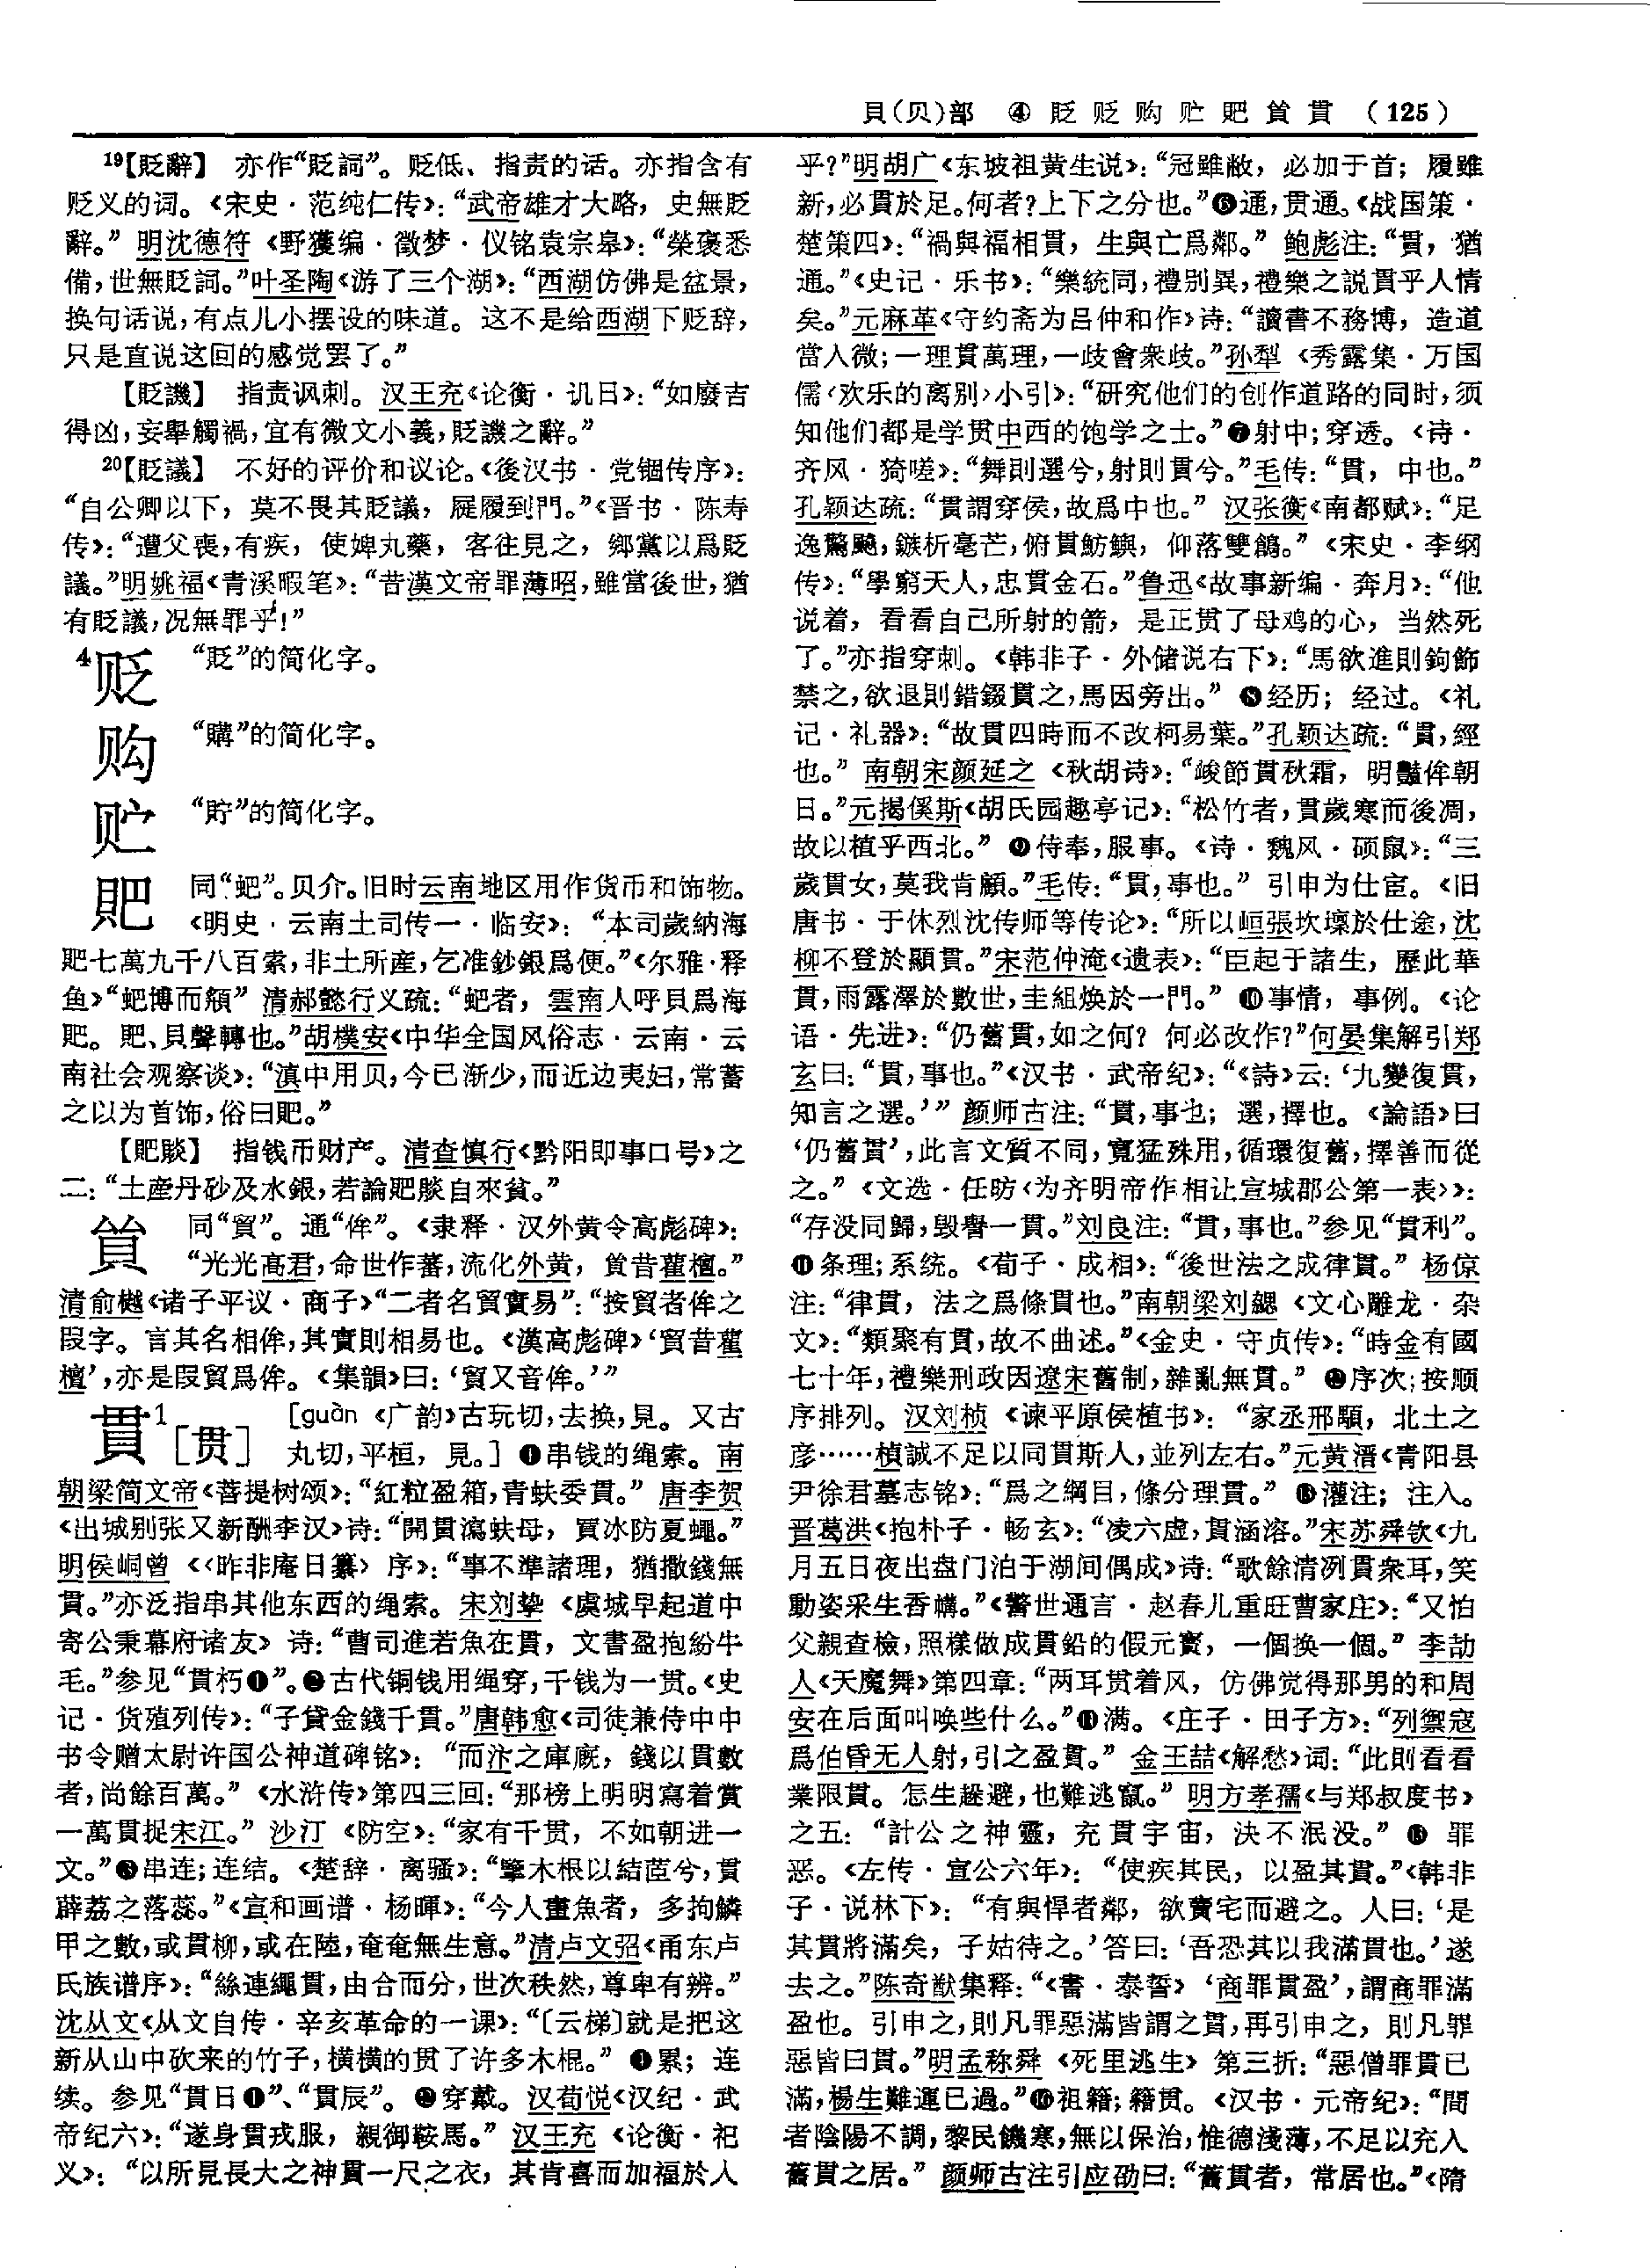 貝(贝)部 ④ 貶 贬 购 贮 𧵅 貲 貫 (125)
¹⁹【貶辭】 亦作“貶詞”。贬低、指责的话。亦指含有
贬义的词。《宋史·范纯仁传》:“武帝雄才大略,史無貶
辭。” 明沈德符《野獲编·徵梦·仪铭袁宗皋》:“榮褒悉
備,世無貶詞。”叶圣陶《游了三个湖》:“西湖仿佛是盆景,
换句话说,有点儿小摆设的味道。这不是给西湖下贬辞,
只是直说这回的感觉罢了。”
【貶譏】 指责讽刺。汉王充《论衡·讥日》:“如廢吉
得凶,妄舉觸禍,宜有微文小義,貶譏之辭。”
²⁰【貶議】 不好的评价和议论。《後汉书·党锢传序》:
“自公卿以下,莫不畏其貶議,屣履到門。”《晋书·陈寿
传》:“遭父喪,有疾,使婢丸藥,客往見之,鄉黨以爲貶
議。”明姚福《青溪暇笔》:“昔漢文帝罪薄昭,雖當後世,猶
有貶議,况無罪乎!”
⁴贬 “貶”的简化字。
购 “購”的简化字。
贮 “貯”的简化字。
𧵅 同“蚆”。贝介。旧时云南地区用作货币和饰物。
《明史·云南土司传一·临安》:“本司歲納海
𧵅七萬九千八百索,非土所産,乞准鈔銀爲便。”《尔雅·释
鱼》“蚆博而頯” 清郝懿行义疏:“蚆者,雲南人呼貝爲海
𧵅。𧵅、貝聲轉也。”胡樸安《中华全国风俗志·云南·云
南社会观察谈》:“滇中用贝,今已渐少,而近边夷妇,常蓄
之以为首饰,俗曰𧵅。”
【𧵅賧】 指钱币财产。清查慎行《黔阳即事口号》之
二:“土産丹砂及水銀,若論𧵅賧自來貧。”
同“貿”。通“侔”。《隶释·汉外黄令高彪碑》:
“光光高君,命世作蕃,流化外黄,貿昔藋檀。”
清俞樾《诸子平议·商子》“二者名貿實易”:“按貿者侔之
叚字。言其名相侔,其實則相易也。《漢高彪碑》‘貿昔藋
檀’,亦是叚貿爲侔。《集韻》曰:‘貿又音侔。’”
貫¹[贯] [guàn 《广韵》古玩切,去换,見。又古
丸切,平桓,見。] ❶串钱的绳索。南
朝梁简文帝《菩提树颂》:“紅粒盈箱,青蚨委貫。” 唐李贺
《出城别张又新酬李汉》诗:“開貫瀉蚨母,買冰防夏蠅。”
明侯峒曾《〈昨非庵日纂〉序》:“事不準諸理,猶撒錢無
貫。”亦泛指串其他东西的绳索。宋刘挚《虞城早起道中
寄公秉幕府诸友》诗:“曹司進若魚在貫,文書盈抱紛牛
毛。”参见“貫朽❶”。❷古代铜钱用绳穿,千钱为一贯。《史
记·货殖列传》:“子貸金錢千貫。”唐韩愈《司徒兼侍中中
书令赠太尉许国公神道碑铭》:“而汴之庫廐,錢以貫數
者,尚餘百萬。” 《水浒传》第四三回:“那榜上明明寫着賞
一萬貫捉宋江。” 沙汀《防空》:“家有千贯,不如朝进一
文。”❸串连;连结。《楚辞·离骚》:“擥木根以結茝兮,貫
薜荔之落蕊。”《宣和画谱·杨暉》:“今人畫魚者,多拘鱗
甲之數,或貫柳,或在陸,奄奄無生意。”清卢文弨《甬东卢
氏族谱序》:“絲連繩貫,由合而分,世次秩然,尊卑有辨。”
沈从文《从文自传·辛亥革命的一课》:“〔云梯〕就是把这
新从山中砍来的竹子,横横的贯了许多木棍。” ❹累;连
续。参见“貫日❶”、“貫辰”。 ❺穿戴。汉荀悦《汉纪·武
帝纪六》:“遂身貫戎服,親御鞍馬。” 汉王充《论衡·祀
义》:“以所見長大之神貫一尺之衣,其肯喜而加福於人
乎?”明胡广《东坡祖黄生说》:“冠雖敝,必加于首;履雖
新,必貫於足。何者?上下之分也。”❻通,贯通。《战国策·
楚策四》:“禍與福相貫,生與亡爲鄰。” 鲍彪注:“貫,猶
通。”《史记·乐书》:“樂統同,禮别異,禮樂之説貫乎人情
矣。”元麻革《守约斋为吕仲和作》诗:“讀書不務博,造道
當入微;一理貫萬理,一歧會衆歧。”孙犁《秀露集·万国
儒〈欢乐的离别〉小引》:“研究他们的创作道路的同时,须
知他们都是学贯中西的饱学之士。”❼射中;穿透。《诗·
齐风·猗嗟》:“舞則選兮,射則貫兮。”毛传:“貫,中也。”
孔颖达疏:“貫謂穿侯,故爲中也。” 汉张衡《南都赋》:“足
逸驚飈,鏃析毫芒,俯貫魴鱮,仰落雙鶬。” 《宋史·李纲
传》:“學窮天人,忠貫金石。”鲁迅《故事新编·奔月》:“他
说着,看看自己所射的箭,是正贯了母鸡的心,当然死
了。”亦指穿刺。《韩非子·外储说右下》:“馬欲進則鉤飾
禁之,欲退則錯錣貫之,馬因旁出。” ❽经历;经过。《礼
记·礼器》:“故貫四時而不改柯易葉。”孔颖达疏:“貫,經
也。” 南朝宋颜延之《秋胡诗》:“峻節貫秋霜,明豔侔朝
日。”元揭傒斯《胡氏园趣亭记》:“松竹者,貫歲寒而後凋,
故以植乎西北。” ❾侍奉,服事。《诗·魏风·硕鼠》:“三
歲貫女,莫我肯顧。”毛传:“貫,事也。” 引申为仕宦。《旧
唐书·于休烈沈传师等传论》:“所以峘張坎壈於仕途,沈
柳不登於顯貫。”宋范仲淹《遗表》:“臣起于諸生,歷此華
貫,雨露澤於數世,圭組焕於一門。” ❿事情,事例。《论
语·先进》:“仍舊貫,如之何?何必改作?”何晏集解引郑
玄曰:“貫,事也。”《汉书·武帝纪》:“《詩》云:‘九變復貫,
知言之選。’” 颜师古注:“貫,事也;選,擇也。《論語》曰
‘仍舊貫’,此言文質不同,寬猛殊用,循環復舊,擇善而從
之。” 《文选·任昉〈为齐明帝作相让宣城郡公第一表〉》:
“存没同歸,毀譽一貫。”刘良注:“貫,事也。”参见“貫利”。
⓫条理;系统。《荀子·成相》:“後世法之成律貫。” 杨倞
注:“律貫,法之爲條貫也。”南朝梁刘勰《文心雕龙·杂
文》:“類聚有貫,故不曲述。”《金史·守贞传》:“時金有國
七十年,禮樂刑政因遼宋舊制,雜亂無貫。” ⓬序次;按顺
序排列。汉刘桢《谏平原侯植书》:“家丞邢顒,北土之
彦……楨誠不足以同貫斯人,並列左右。”元黄溍《青阳县
尹徐君墓志铭》:“爲之綱目,條分理貫。” ⓭灌注;注入。
晋葛洪《抱朴子·畅玄》:“凌六虚,貫涵溶。”宋苏舜钦《九
月五日夜出盘门泊于湖间偶成》诗:“歌餘清冽貫衆耳,笑
動姿采生香𩡺。”《警世通言·赵春儿重旺曹家庄》:“又怕
父親查檢,照樣做成貫鉛的假元寳,一個换一個。” 李劼
人《天魔舞》第四章:“两耳贯着风,仿佛觉得那男的和周
安在后面叫唤些什么。”⓮满。《庄子·田子方》:“列禦寇
爲伯昏无人射,引之盈貫。” 金王喆《解愁》词:“此則看看
業限貫。怎生趓避,也難逃竄。” 明方孝孺《与郑叔度书》
之五:“計公之神靈,充貫宇宙,決不泯没。” ⓯罪
恶。《左传·宣公六年》:“使疾其民,以盈其貫。”《韩非
子·说林下》:“有與悍者鄰,欲賣宅而避之。人曰:‘是
其貫將滿矣,子姑待之。’答曰:‘吾恐其以我滿貫也。’遂
去之。”陈奇猷集释:“《書·泰誓》‘商罪貫盈’,謂商罪滿
盈也。引申之,則凡罪惡滿皆謂之貫,再引申之,則凡罪
惡皆曰貫。”明孟称舜《死里逃生》第三折:“惡僧罪貫已
滿,楊生難運已過。”⓰祖籍;籍贯。《汉书·元帝纪》:“間
者陰陽不調,黎民饑寒,無以保治,惟德淺薄,不足以充入
舊貫之居。” 颜师古注引应劭曰:“舊貫者,常居也。”《隋